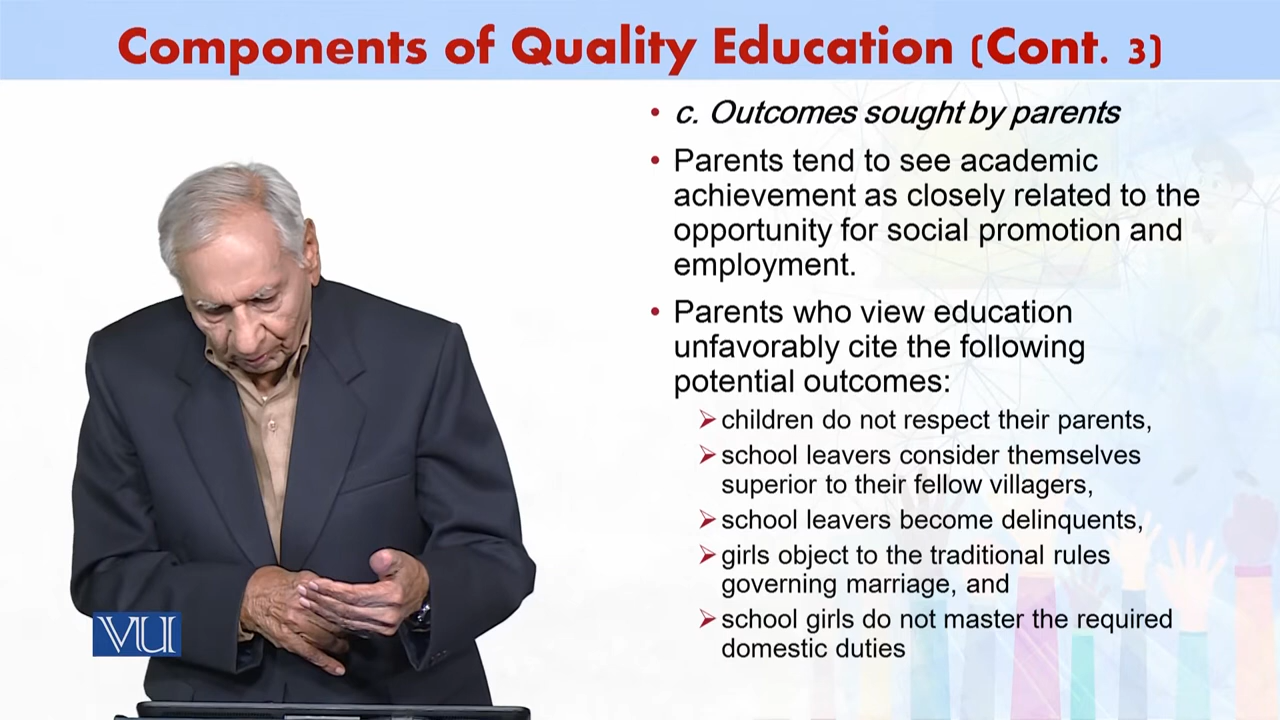 Components of Quality Education (Cont. 3)
• c. Outcomes sought by parents
• Parents tend to see academic
achievement as closely related to the
opportunity for social promotion and
employment.
• Parents who view education
unfavorably cite the following
potential outcomes:
➢ children do not respect their parents,
➢ school leavers consider themselves
superior to their fellow villagers,
➢ school leavers become delinquents,
➢ girls object to the traditional rules
governing marriage, and
➢ school girls do not master the required
domestic duties
VU